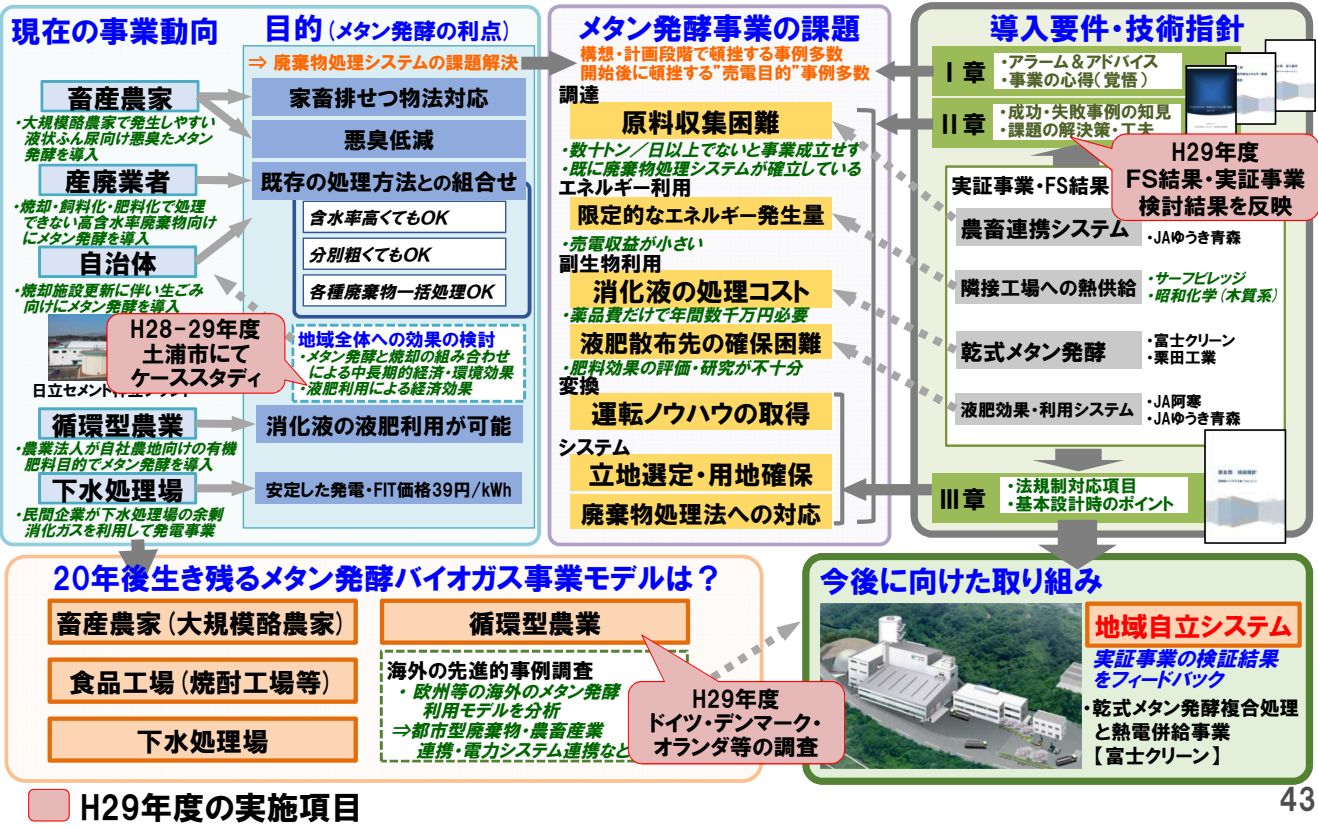 現在の事業動向
目的(メタン発酵の利点)
⇒ 廃棄物処理システムの課題解決
畜産農家
・大規模酪農家で発生しやすい
液状ふん尿向け悪臭たメタン
発酵を導入
産廃業者
・焼却・飼料化・肥料化で処理
できない高含水率廃棄物向け
にメタン発酵を導入
自治体
・焼却施設更新に伴い生ごみ
向けにメタン発酵を導入
H28-29年度
土浦市にて
ケーススタディ
日立セメント
循環型農業
・農業法人が自社農地向けの有機
肥料目的でメタン発酵を導入
下水処理場
・民間企業が下水処理場の余剰
消化ガスを利用して発電事業
家畜排せつ物法対応
悪臭低減
既存の処理方法との組合せ
含水率高くてもOK
分別粗くてもOK
各種廃棄物一括処理OK
地域全体への効果の検討
・メタン発酵と焼却の組み合わせ
による中長期的経済・環境効果
・液肥利用による経済効果
消化液の液肥利用が可能
安定した発電・FIT価格39円/kWh
メタン発酵事業の課題
構想・計画段階で頓挫する事例多数
開始後に頓挫する”売電目的”事例多数
調達
原料収集困難
・数十トン/日以上でないと事業成立せず
・既に廃棄物処理システムが確立している
エネルギー利用
限定的なエネルギー発生量
・売電収益が小さい
副生物利用
消化液の処理コスト
・薬品費だけで年間数千万円必要
液肥散布先の確保困難
・肥料効果の評価・研究が不十分
変換
運転ノウハウの取得
システム
立地選定・用地確保
廃棄物処理法への対応
導入要件・技術指針
Ⅰ章
・アラーム&アドバイス
・事業の心得(覚悟)
Ⅱ章
・成功・失敗事例の知見
・課題の解決策・工夫
H29年度
FS結果・実証事業
検討結果を反映
実証事業・FS結果
農畜連携システム
・JAゆうき青森
隣接工場への熱供給
・サーフビレッジ
・昭和化学(木質系)
乾式メタン発酵
・富士クリーン
・栗田工業
液肥効果・利用システム
・JA阿寒
・JAゆうき青森
Ⅲ章
・法規制対応項目
・基本設計時のポイント
20年後生き残るメタン発酵バイオガス事業モデルは?
畜産農家(大規模酪農家)
食品工場(焼酎工場等)
下水処理場
循環型農業
海外の先進的事例調査
・ 欧州等の海外のメタン発酵
利用モデルを分析
⇒都市型廃棄物・農畜産業
連携・電力システム連携など
H29年度
ドイツ・デンマーク・
オランダ等の調査
今後に向けた取り組み
地域自立システム
実証事業の検証結果
をフィードバック
・乾式メタン発酵複合処理
と熱電併給事業
【富士クリーン】
H29年度の実施項目
43